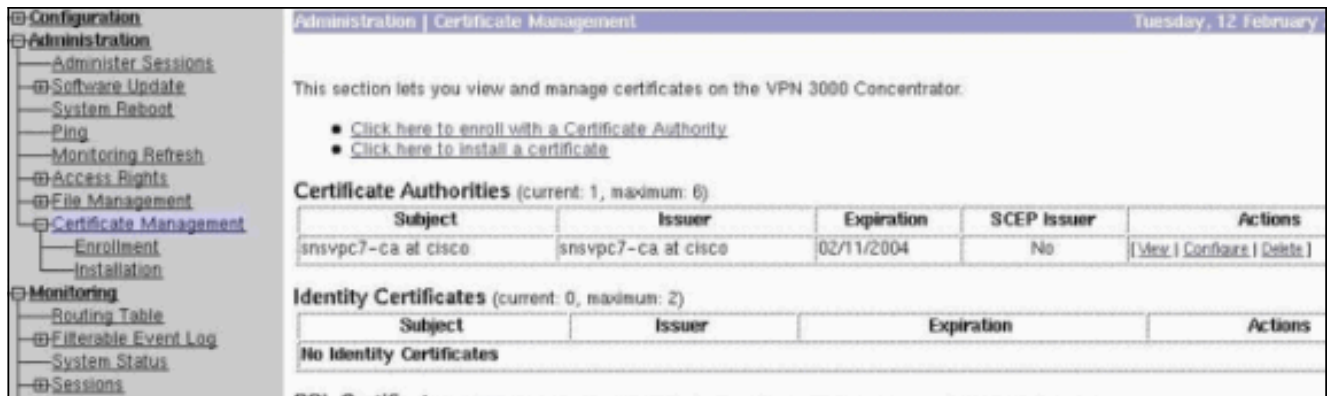 Configuration
Administration
Administer Sessions
Software Update
System Reboot
Ping
Monitoring Refresh
Access Rights
File Management
Certificate Management
Enrollment
Installation
Monitoring
Routing Table
Filterable Event Log
System Status
Sessions
Administration | Certificate Management Tuesday, 12 February
This section lets you view and manage certificates on the VPN 3000 Concentrator.
Click here to enroll with a Certificate Authority
Click here to install a certificate
Certificate Authorities (current: 1, maximum: 6)
Subject Issuer Expiration SCEP Issuer Actions
snsvpc7-ca at cisco snsvpc7-ca at cisco 02/11/2004 No [ View | Configure | Delete ]
Identity Certificates (current: 0, maximum: 2)
Subject Issuer Expiration Actions
No Identity Certificates